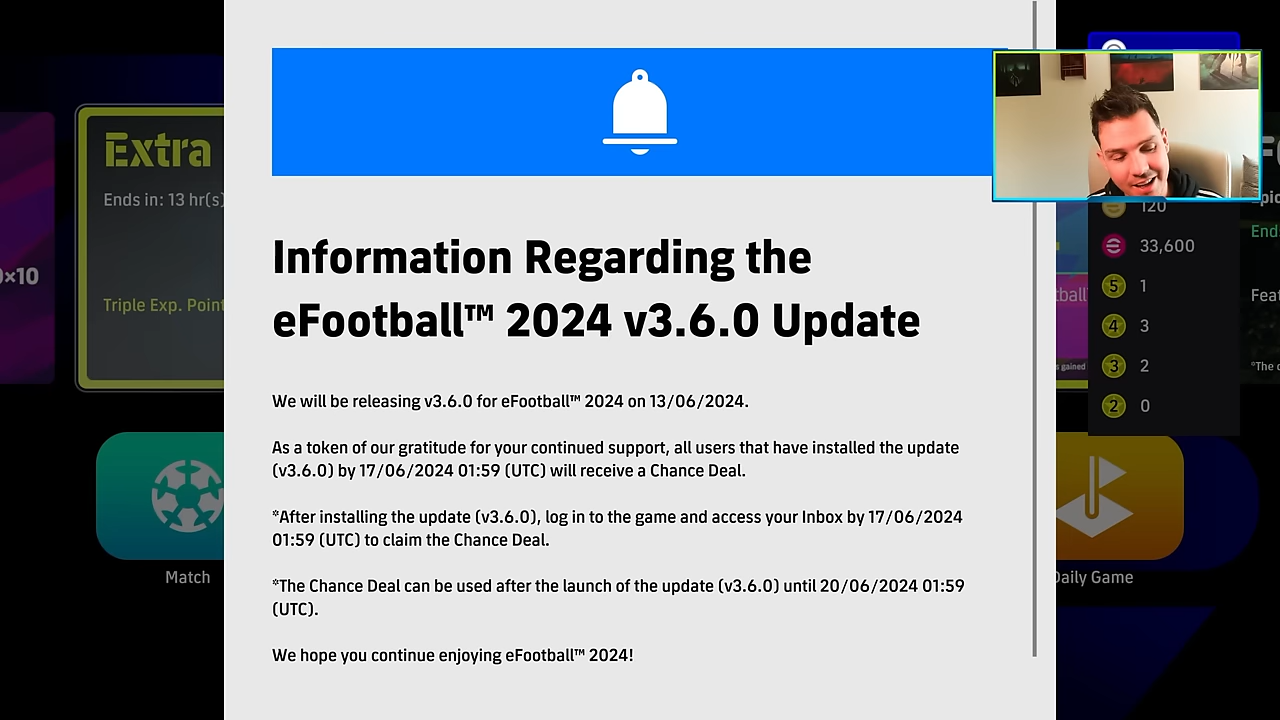 Extra
Ends in: 13 hr(s)
×10
Triple Exp. Point
Match
Information Regarding the
eFootball™ 2024 v3.6.0 Update
We will be releasing v3.6.0 for eFootball™ 2024 on 13/06/2024.
As a token of our gratitude for your continued support, all users that have installed the update
(v3.6.0) by 17/06/2024 01:59 (UTC) will receive a Chance Deal.
*After installing the update (v3.6.0), log in to the game and access your Inbox by 17/06/2024
01:59 (UTC) to claim the Chance Deal.
*The Chance Deal can be used after the launch of the update (v3.6.0) until 20/06/2024 01:59
(UTC).
We hope you continue enjoying eFootball™ 2024!
120
33,600
5 1
4 3
3 2
2 0
Daily Game